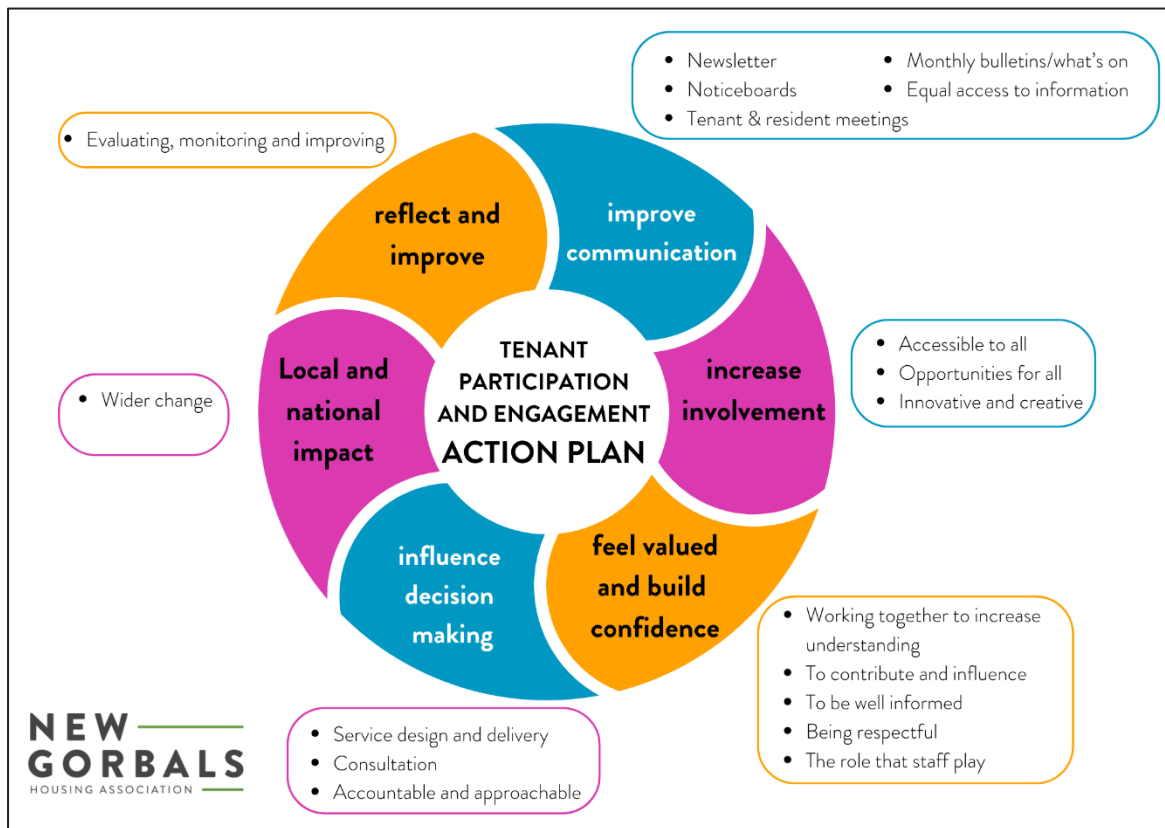 • Newsletter
• Noticeboards
• Tenant & resident meetings
• Monthly bulletins/what's on
• Equal access to information
• Evaluating, monitoring and improving
reflect and
improve
improve
communication
TENANT
PARTICIPATION
AND ENGAGEMENT
ACTION PLAN
Local and
national
impact
• Wider change
increase
involvement
• Accessible to all
• Opportunities for all
• Innovative and creative
influence
decision
making
feel valued
and build
confidence
• Working together to increase
understanding
• To contribute and influence
• To be well informed
• Being respectful
• The role that staff play
• Service design and delivery
• Consultation
• Accountable and approachable
NEW
GORBALS
HOUSING ASSOCIATION